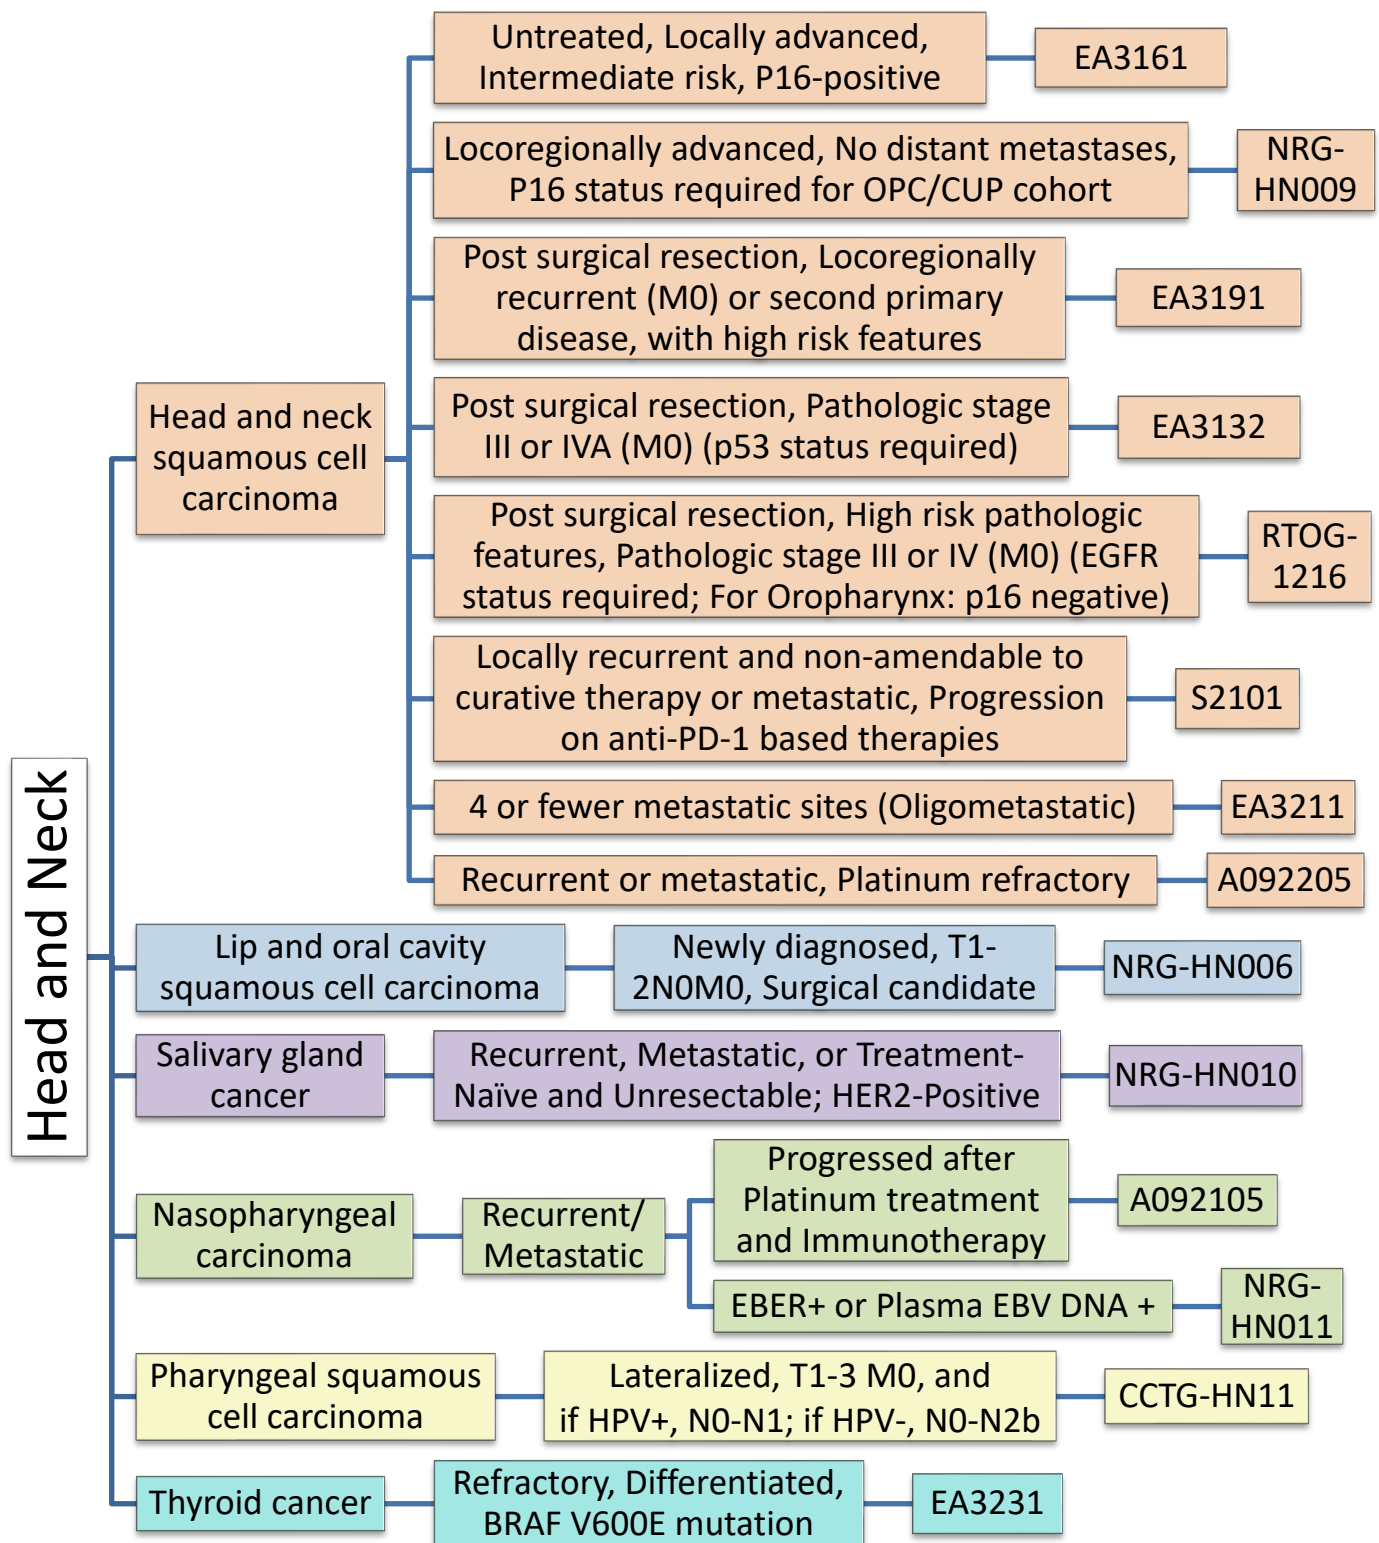 Head and Neck
Head and neck
squamous cell
carcinoma
Untreated, Locally advanced,
Intermediate risk, P16-positive
EA3161
Locoregionally advanced, No distant metastases,
P16 status required for OPC/CUP cohort
NRG-
HN009
Post surgical resection, Locoregionally
recurrent (M0) or second primary
disease, with high risk features
EA3191
Post surgical resection, Pathologic stage
III or IVA (M0) (p53 status required)
EA3132
Post surgical resection, High risk pathologic
features, Pathologic stage III or IV (M0) (EGFR
status required; For Oropharynx: p16 negative)
RTOG-
1216
Locally recurrent and non-amendable to
curative therapy or metastatic, Progression
on anti-PD-1 based therapies
S2101
4 or fewer metastatic sites (Oligometastatic)
EA3211
Recurrent or metastatic, Platinum refractory
A092205
Lip and oral cavity
squamous cell carcinoma
Newly diagnosed, T1-
2N0M0, Surgical candidate
NRG-HN006
Salivary gland
cancer
Recurrent, Metastatic, or Treatment-
Naïve and Unresectable; HER2-Positive
NRG-HN010
Nasopharyngeal
carcinoma
Recurrent/
Metastatic
Progressed after
Platinum treatment
and Immunotherapy
A092105
EBER+ or Plasma EBV DNA +
NRG-
HN011
Pharyngeal squamous
cell carcinoma
Lateralized, T1-3 M0, and
if HPV+, N0-N1; if HPV-, N0-N2b
CCTG-HN11
Thyroid cancer
Refractory, Differentiated,
BRAF V600E mutation
EA3231